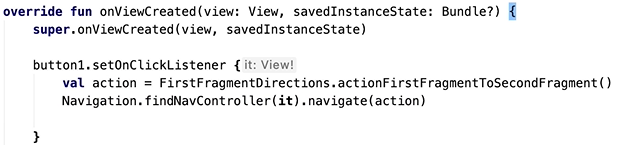 override fun onViewCreated(view: View, savedInstanceState: Bundle?) {
    super.onViewCreated(view, savedInstanceState)
    button1.setOnClickListener { it: View!
        val action = FirstFragmentDirections.actionFirstFragmentToSecondFragment()
        Navigation.findNavController(it).navigate(action)
    }